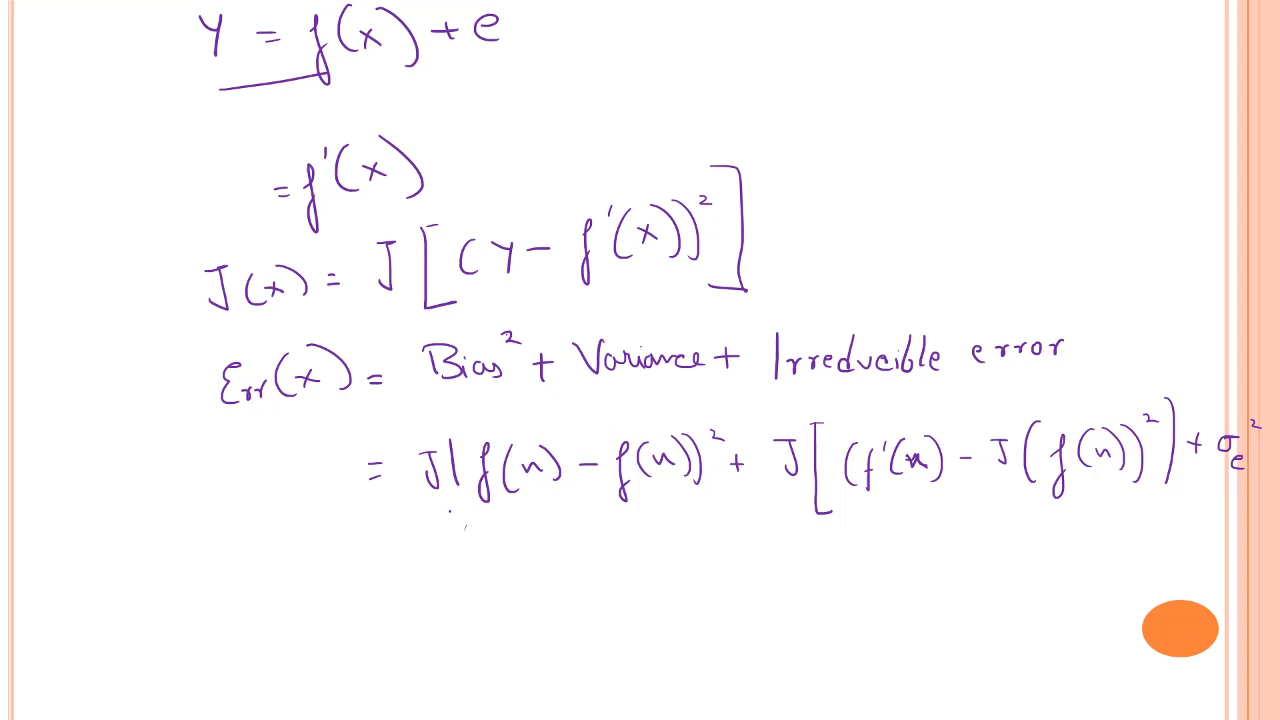 Y = f(x) + e
= f'(x)
J(x) = J[(Y - f'(x))²]
Err(x) = Bias² + Variance + Irreducible error
= J(f(n) - f(n))² + J[(f'(n) - J(f(n))²] + σₑ²